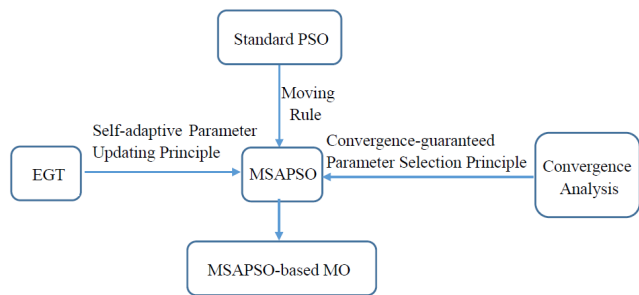 Standard PSO
Moving
Rule
Self-adaptive Parameter
Updating Principle
Convergence-guaranteed
Parameter Selection Principle
EGT
MSAPSO
Convergence
Analysis
MSAPSO-based MO